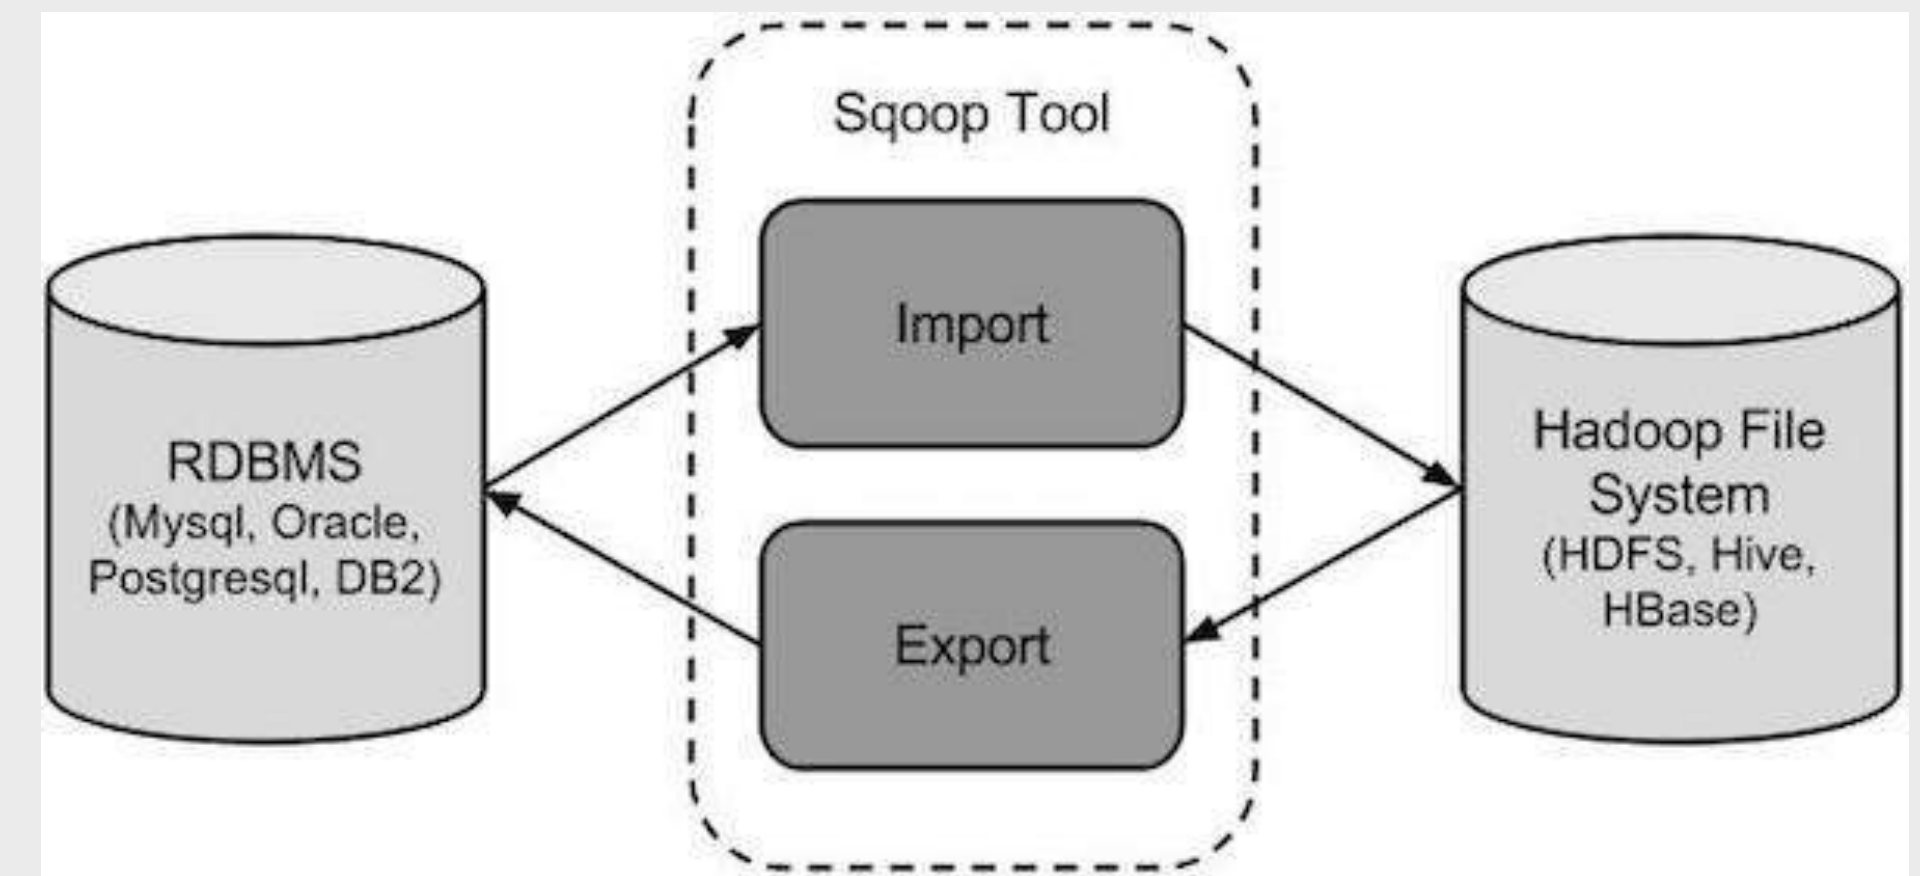 Sqoop Tool
Import
Export
RDBMS
(Mysql, Oracle,
Postgresql, DB2)
Hadoop File
System
(HDFS, Hive,
HBase)